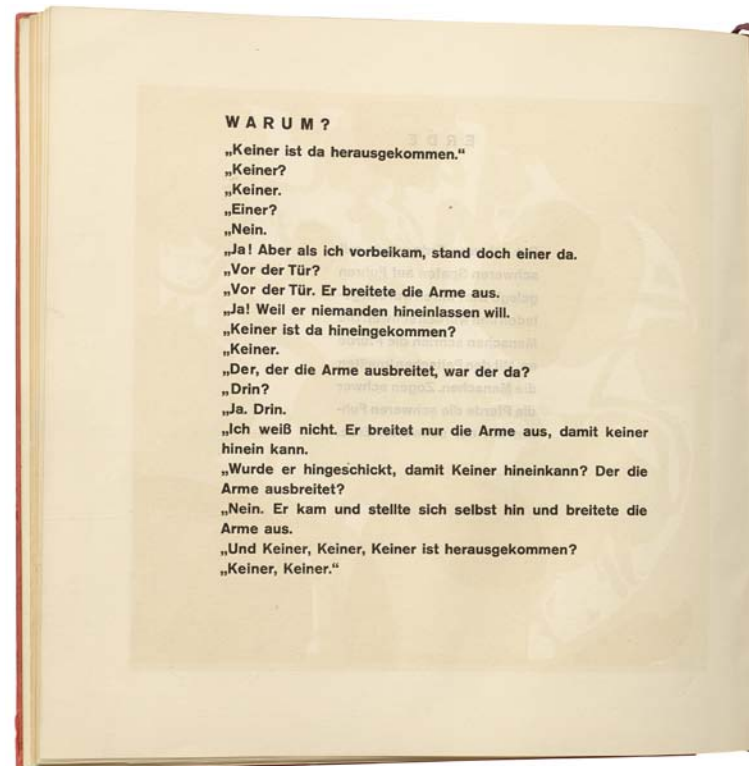 WARUM?
„Keiner ist da herausgekommen.“
„Keiner?
„Keiner.
„Einer?
„Nein.
„Ja! Aber als ich vorbeikam, stand doch einer da.
„Vor der Tür?
„Vor der Tür. Er breitete die Arme aus.
„Ja! Weil er niemanden hineinlassen will.
„Keiner ist da hineingekommen?
„Keiner.
„Der, der die Arme ausbreitet, war der da?
„Drin?
„Ja. Drin.
„Ich weiß nicht. Er breitet nur die Arme aus, damit keiner
hinein kann.
„Wurde er hingeschickt, damit Keiner hineinkann? Der die
Arme ausbreitet?
„Nein. Er kam und stellte sich selbst hin und breitete die
Arme aus.
„Und Keiner, Keiner, Keiner ist herausgekommen?
„Keiner, Keiner.“